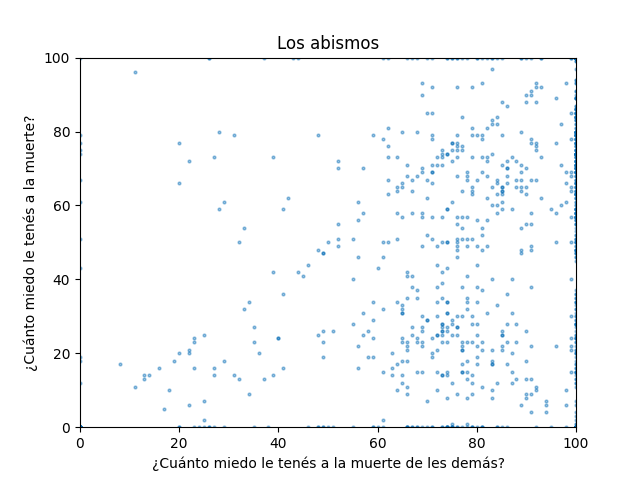 Los abismos
100
80
60
40
20
0
¿Cuánto miedo le tenés a la muerte?
0 20 40 60 80 100
¿Cuánto miedo le tenés a la muerte de les demás?